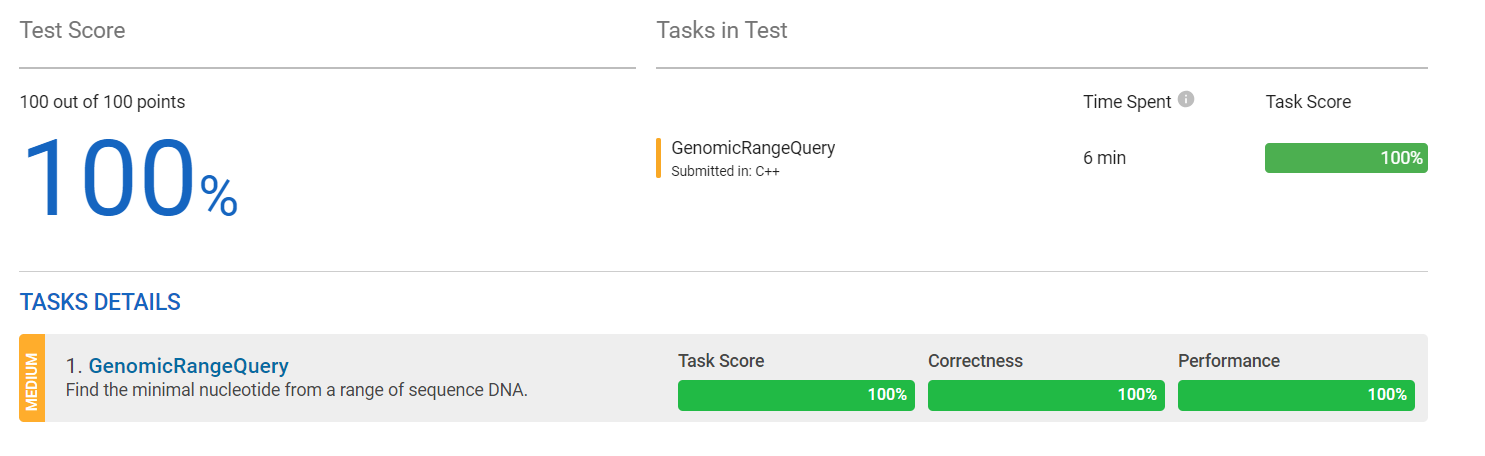 Test Score
Tasks in Test
100 out of 100 points
100%
Time Spent
Task Score
GenomicRangeQuery
Submitted in: C++
6 min
100%
TASKS DETAILS
MEDIUM
1. GenomicRangeQuery
Find the minimal nucleotide from a range of sequence DNA.
Task Score
Correctness
Performance
100%
100%
100%